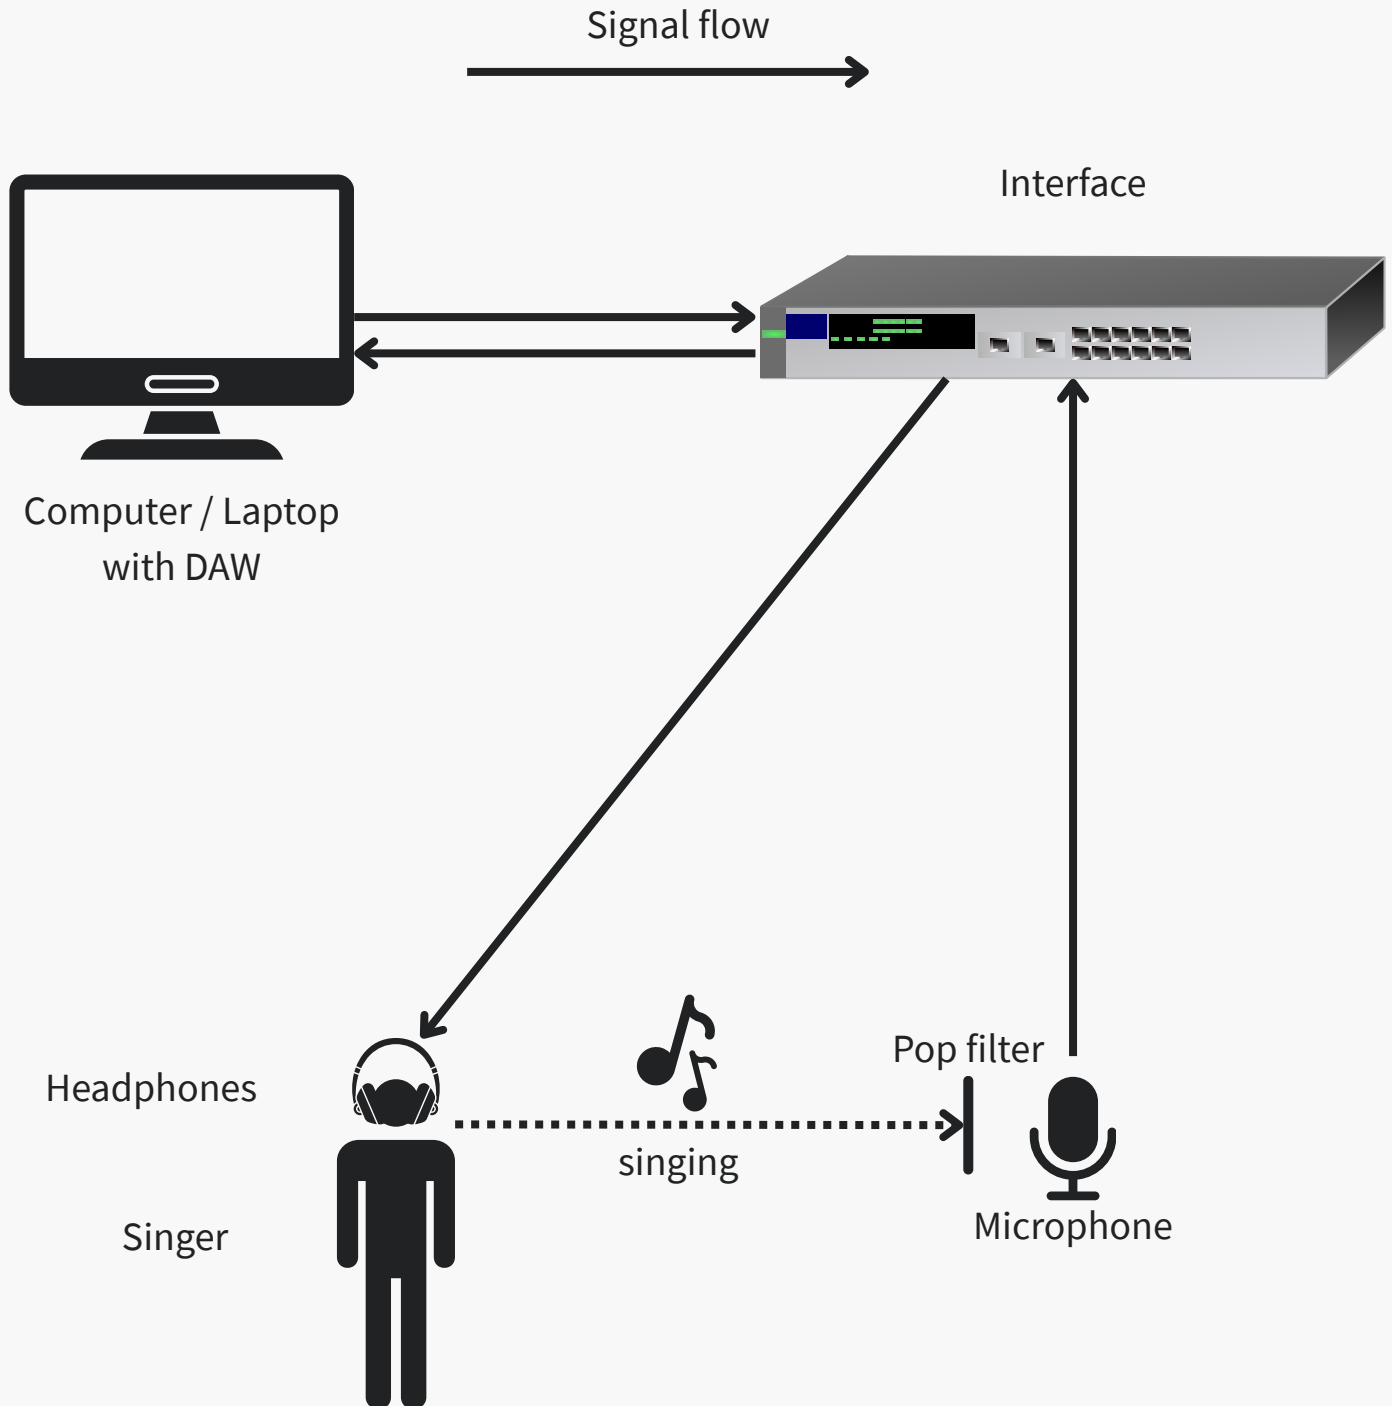 Signal flow
Interface
Computer / Laptop
with DAW
Headphones
Pop filter
singing
Singer
Microphone